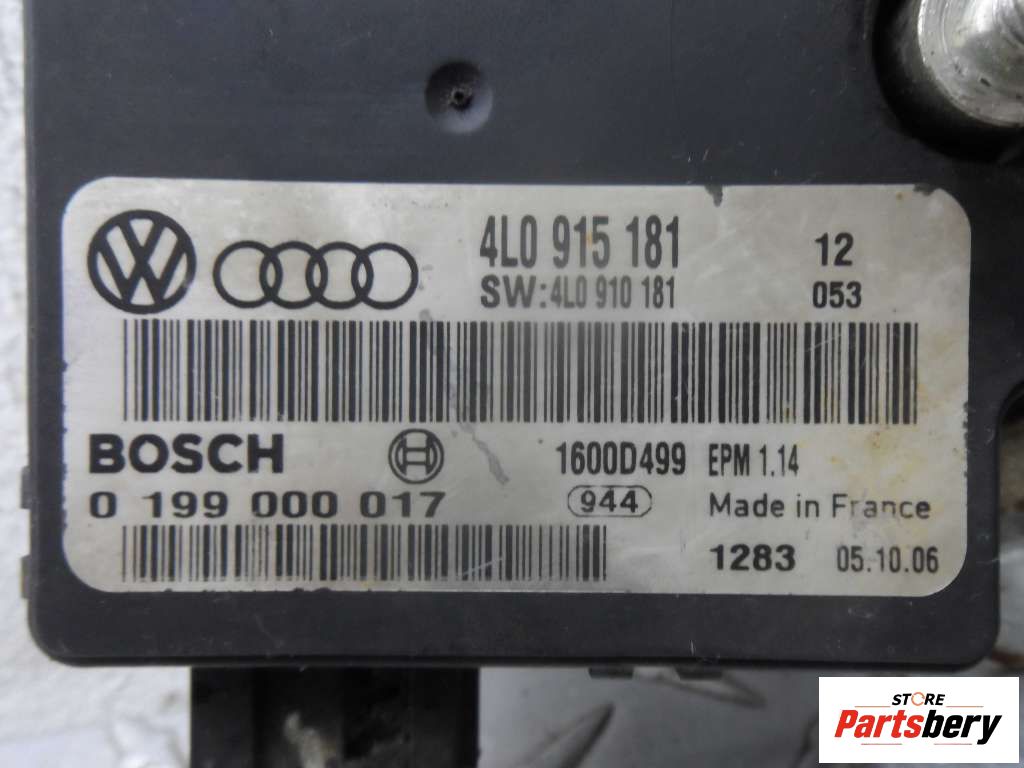 4L0 915 181 12
SW:4L0 910 181 053
BOSCH 1600D499 EPM 1.14
0 199 000 017 944 Made in France
1283 05.10.06
STORE
Partsbery